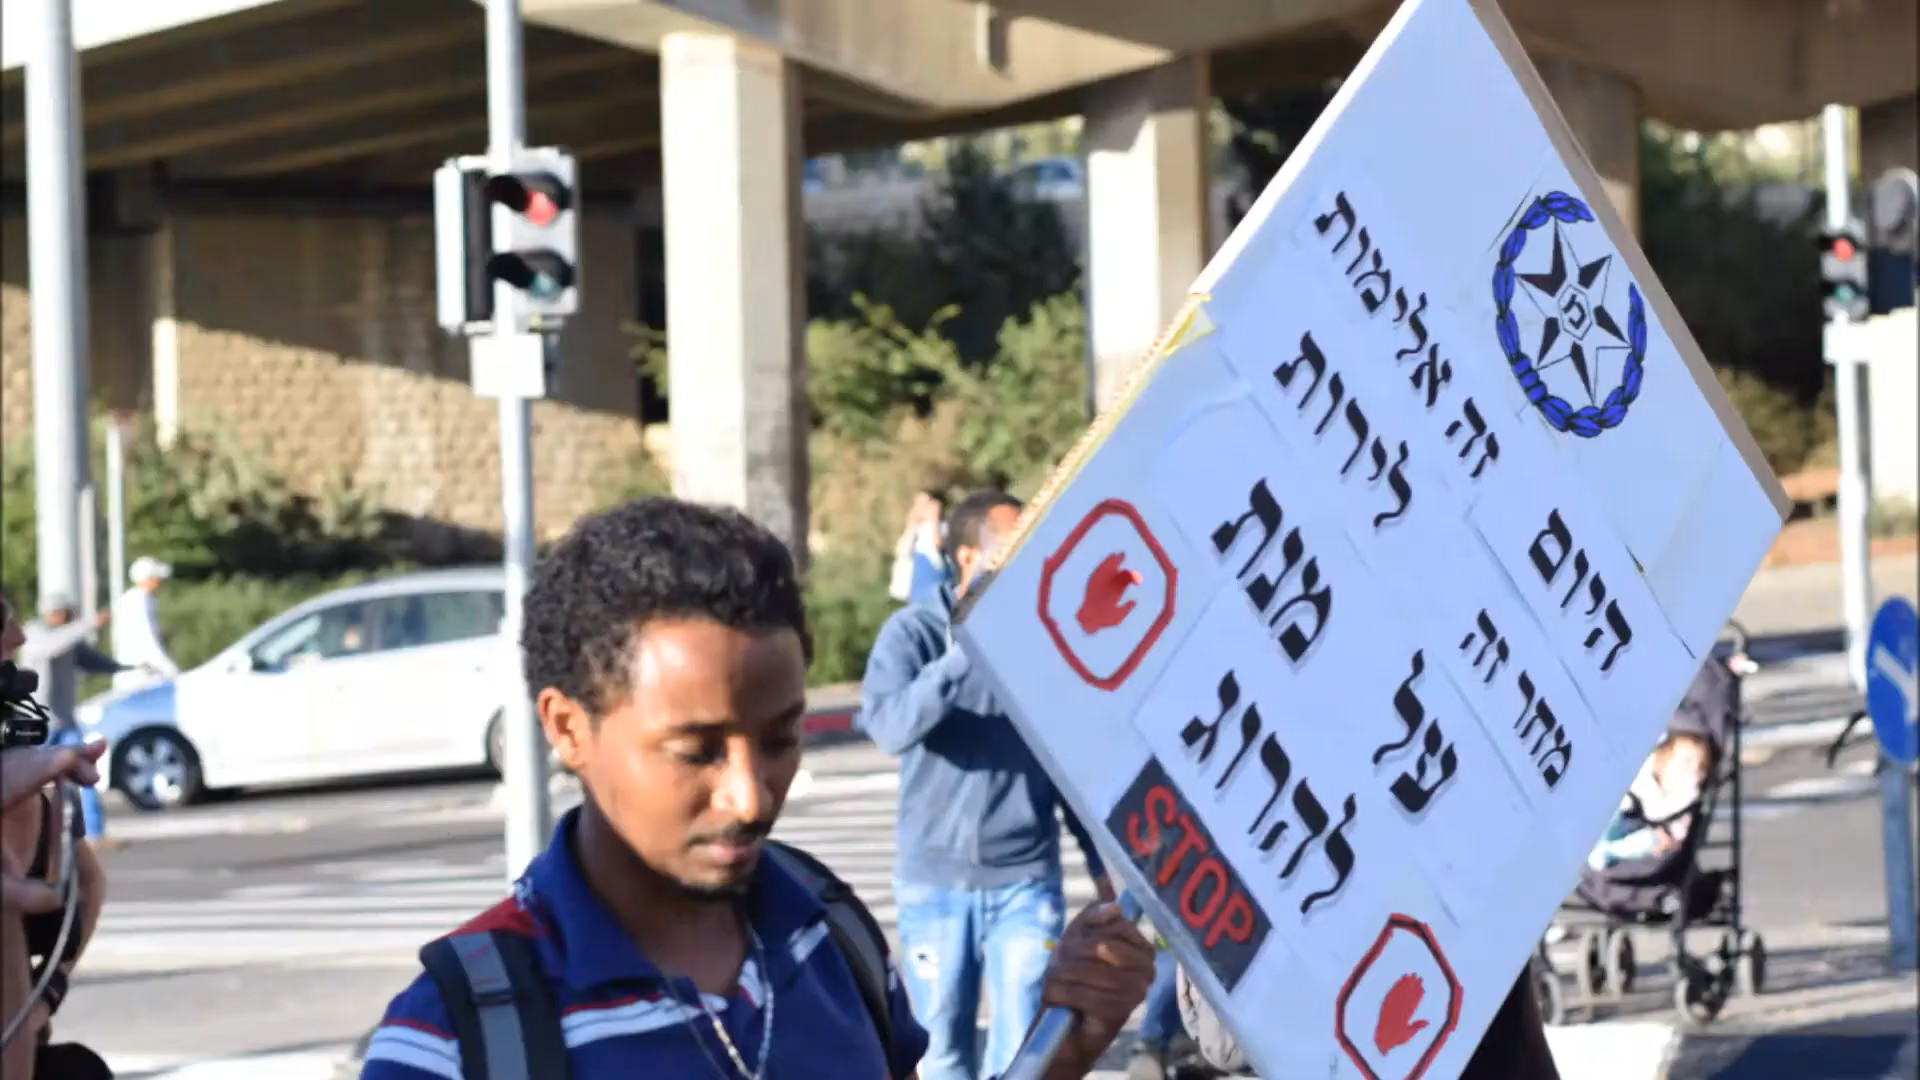 היום זה אלימות
מחר זה לירות
על מנת
להרוג
STOP